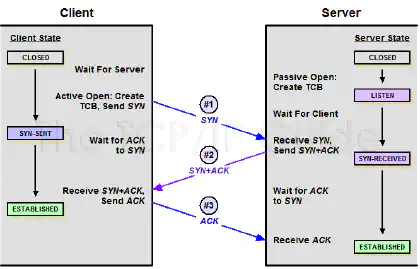 Client
Server
Client State
Server State
CLOSED
CLOSED
Wait For Server
Passive Open:
Create TCB
Active Open: Create
TCB, Send SYN
#1
SYN
LISTEN
Wait For Client
SYN-SENT
Receive SYN,
Send SYN+ACK
#2
SYN+ACK
SYN-RECEIVED
Wait for ACK
to SYN
Receive SYN+ACK,
Send ACK
Wait for ACK
to SYN
#3
ACK
ESTABLISHED
Receive ACK
ESTABLISHED
The TCP/IP Guide